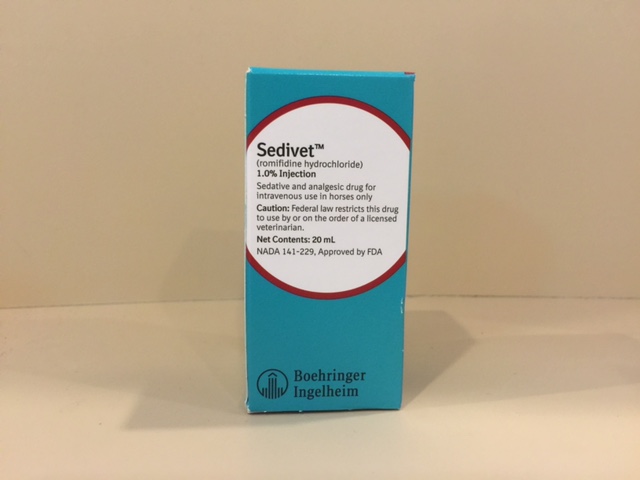 Sedivet™
(romifidine hydrochloride)
1.0% Injection
Sedative and analgesic drug for
intravenous use in horses only
Caution: Federal law restricts this drug
to use by or on the order of a licensed
veterinarian.
Net Contents: 20 mL
NADA 141-229, Approved by FDA
Boehringer
Ingelheim